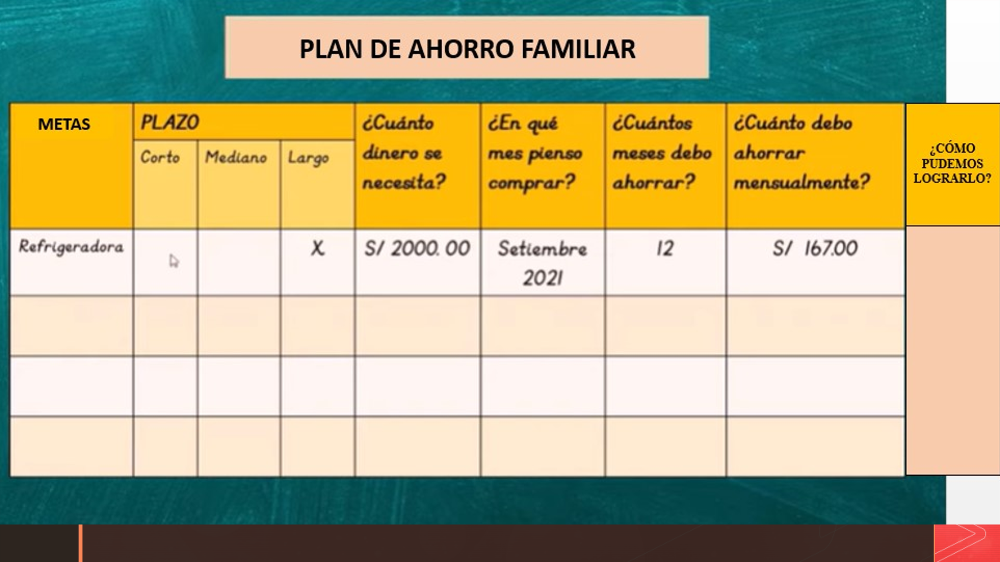 PLAN DE AHORRO FAMILIAR
METAS
PLAZO
Corto
Mediano
Largo
¿Cuánto
dinero se
necesita?
¿En qué
mes pienso
comprar?
¿Cuántos
meses debo
ahorrar?
¿Cuánto debo
ahorrar
mensualmente?
¿CÓMO
PUDEMOS
LOGRARLO?
Refrigeradora
X
S/ 2000.00
Setiembre
2021
12
S/ 167.00